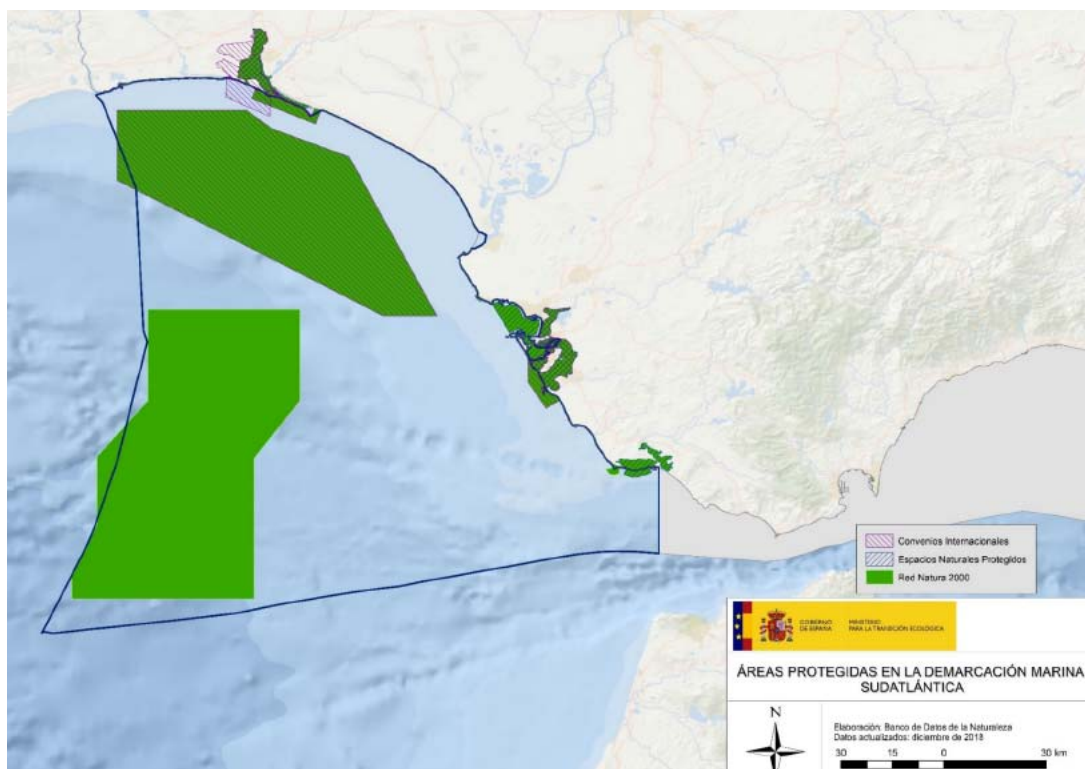 Convenios Internacionales
Espacios Naturales Protegidos
Red Natura 2000
GOBIERNO
DE ESPAÑA
MINISTERIO
PARA LA TRANSICIÓN ECOLÓGICA
ÁREAS PROTEGIDAS EN LA DEMARCACIÓN MARINA
SUDATLÁNTICA
N
Elaboración: Banco de Datos de la Naturaleza
Datos actualizados: diciembre de 2018
30 15 0 30 km